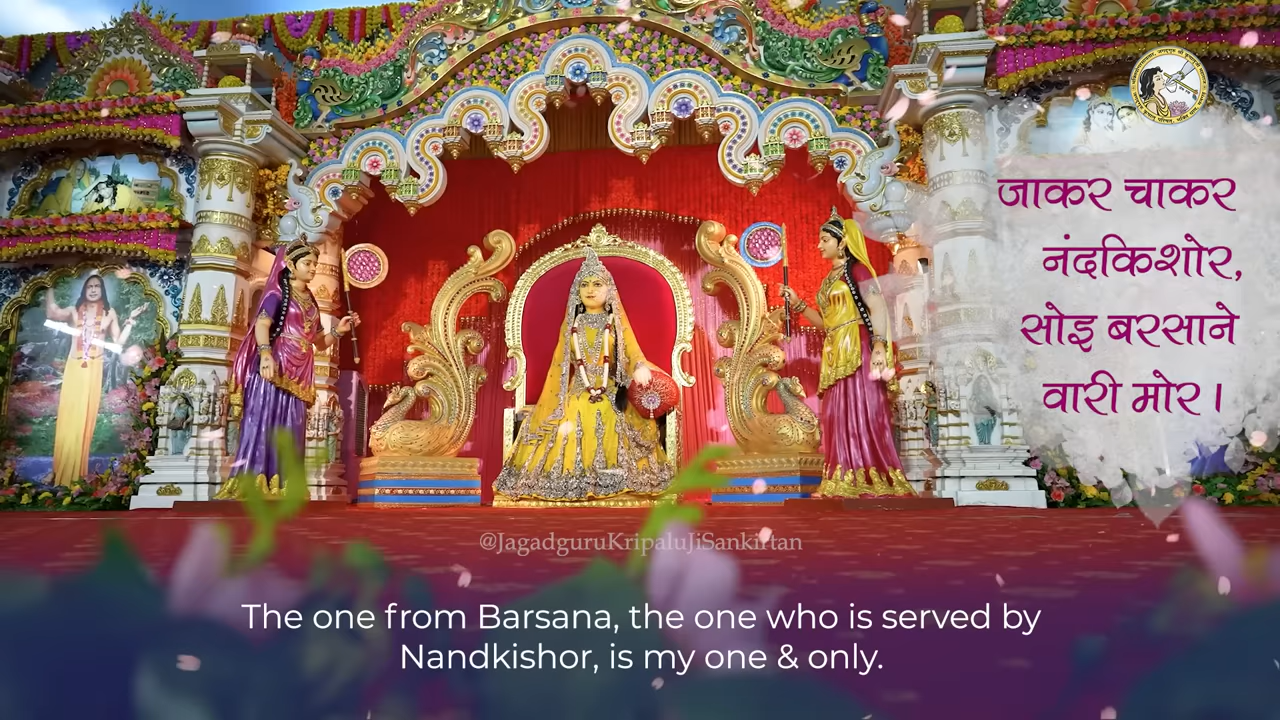 जाकर चाकर
नंदकिशोर,
सोइ बरसाने
वारी मोर ।
@JagadguruKripaluJiSankirtan
The one from Barsana, the one who is served by
Nandkishor, is my one & only.